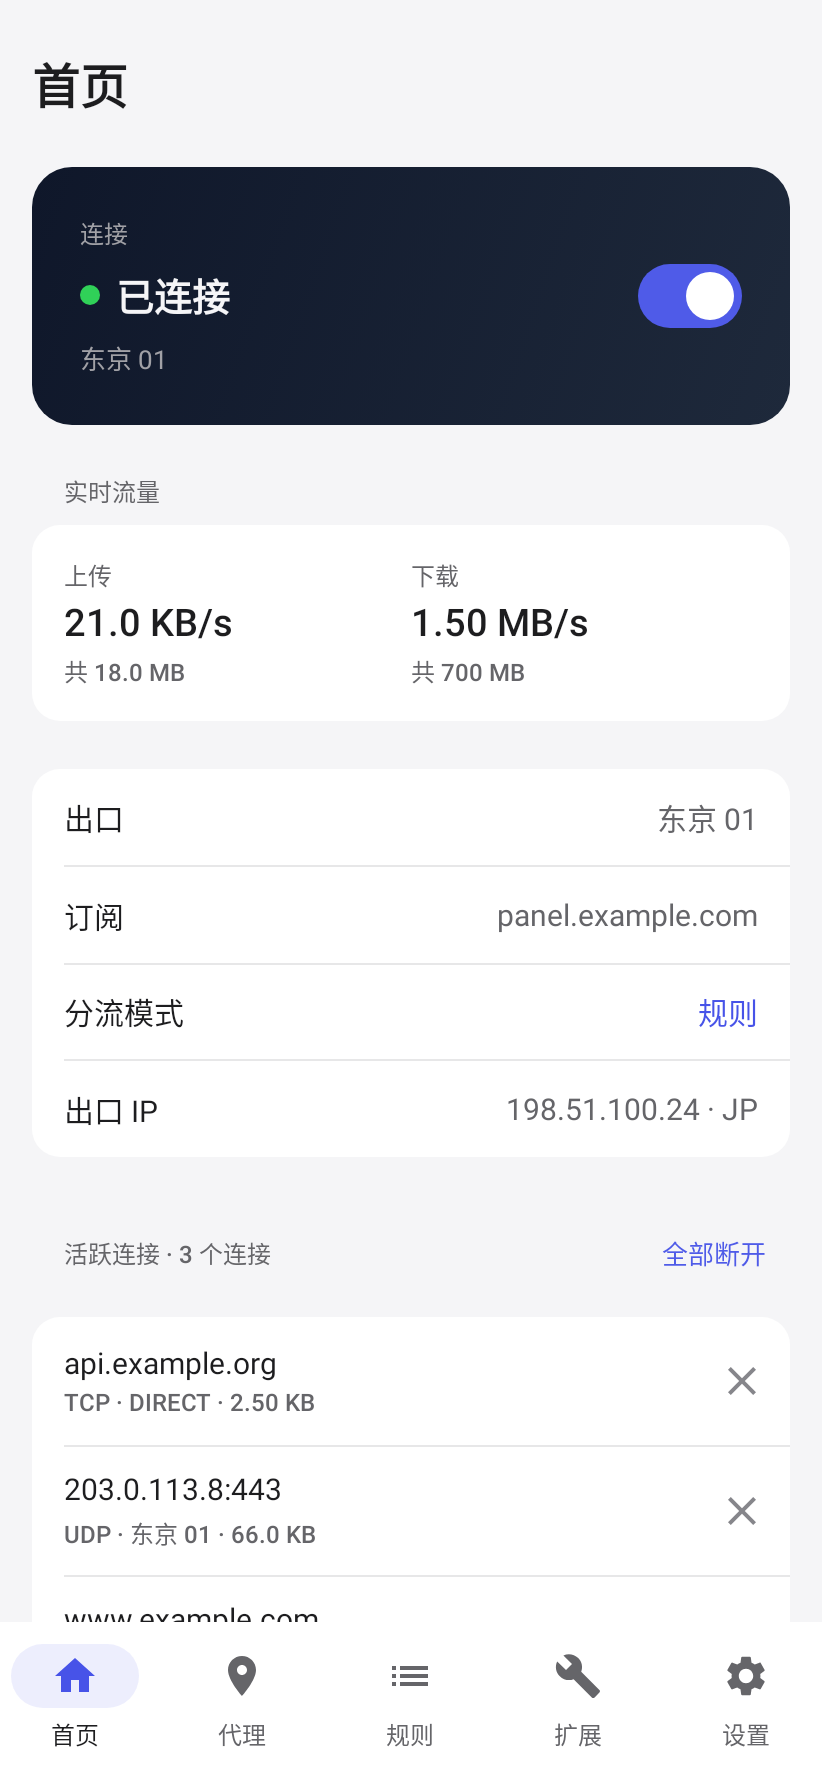 首页
连接
已连接
东京 01
实时流量
上传
下载
21.0 KB/s
1.50 MB/s
共 18.0 MB
共 700 MB
出口
东京 01
订阅
panel.example.com
分流模式
规则
出口 IP
198.51.100.24 · JP
活跃连接 · 3 个连接
全部断开
api.example.org
TCP · DIRECT · 2.50 KB
203.0.113.8:443
UDP · 东京 01 · 66.0 KB
www.example.com
首页
代理
规则
扩展
设置